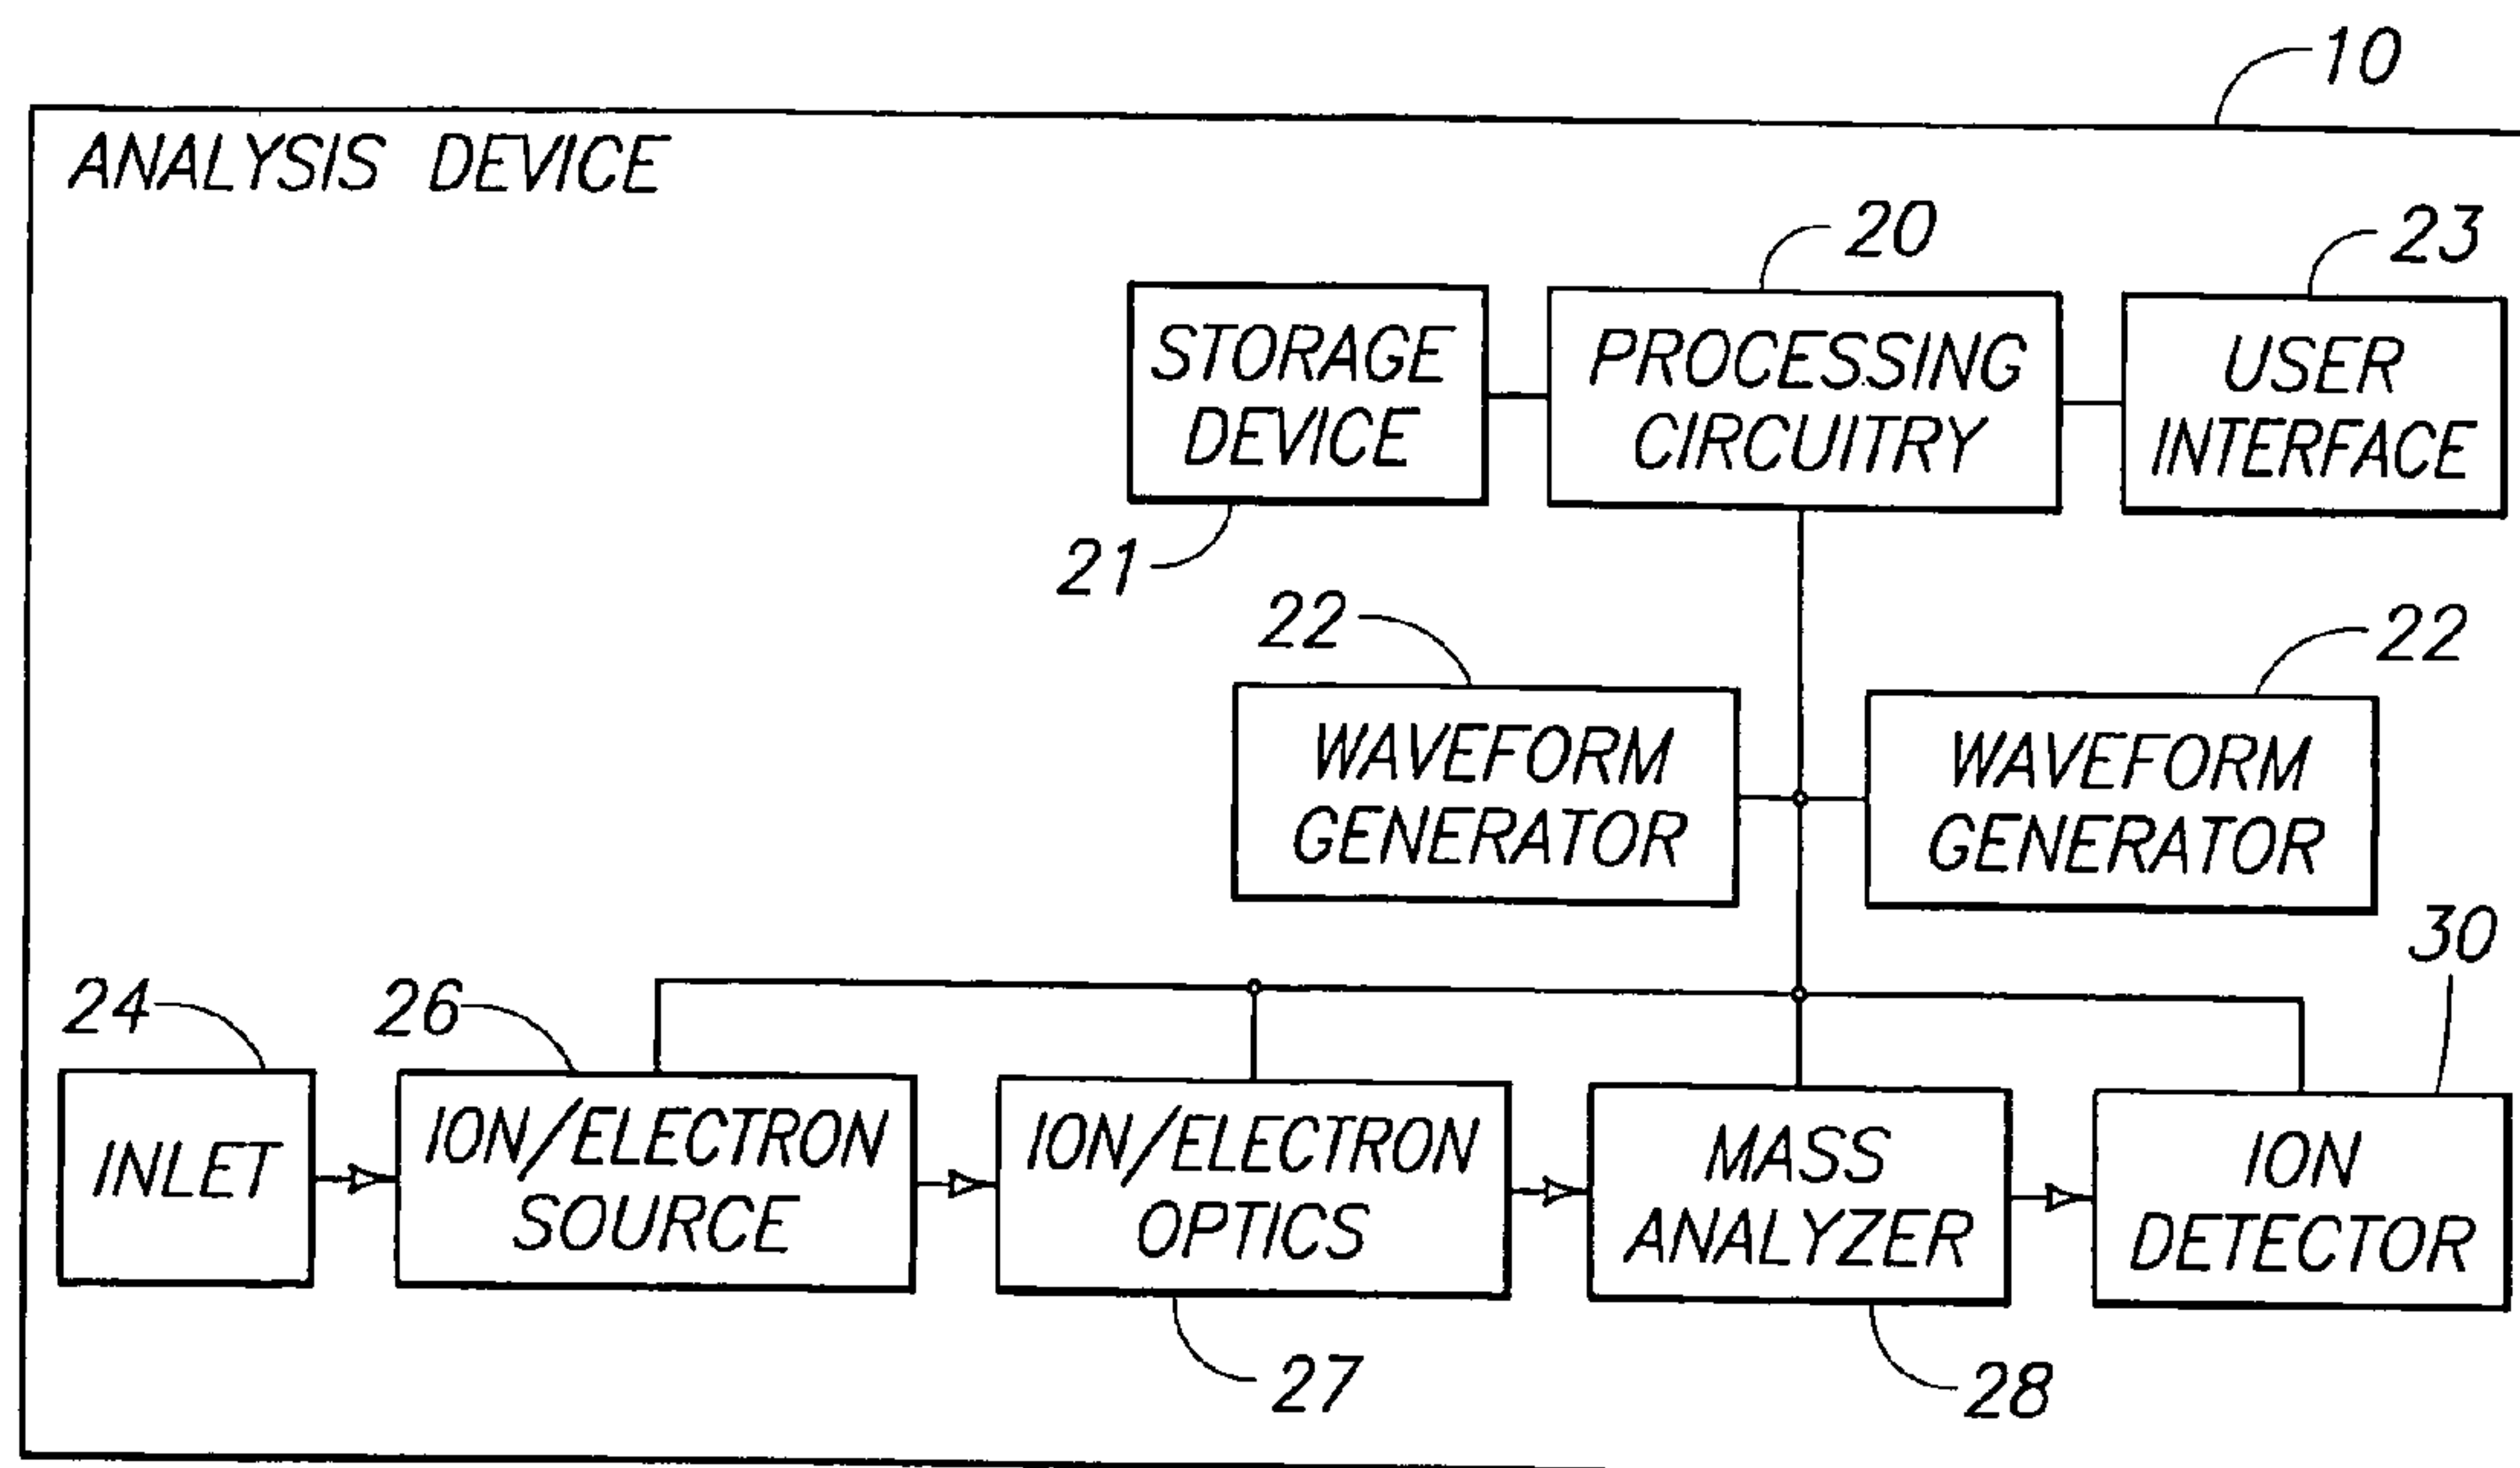 10
ANALYSIS DEVICE
20
23
STORAGE
DEVICE
PROCESSING
CIRCUITRY
USER
INTERFACE
21
22
22
WAVEFORM
GENERATOR
WAVEFORM
GENERATOR
30
24
26
INLET
ION/ELECTRON
SOURCE
ION/ELECTRON
OPTICS
MASS
ANALYZER
ION
DETECTOR
27
28